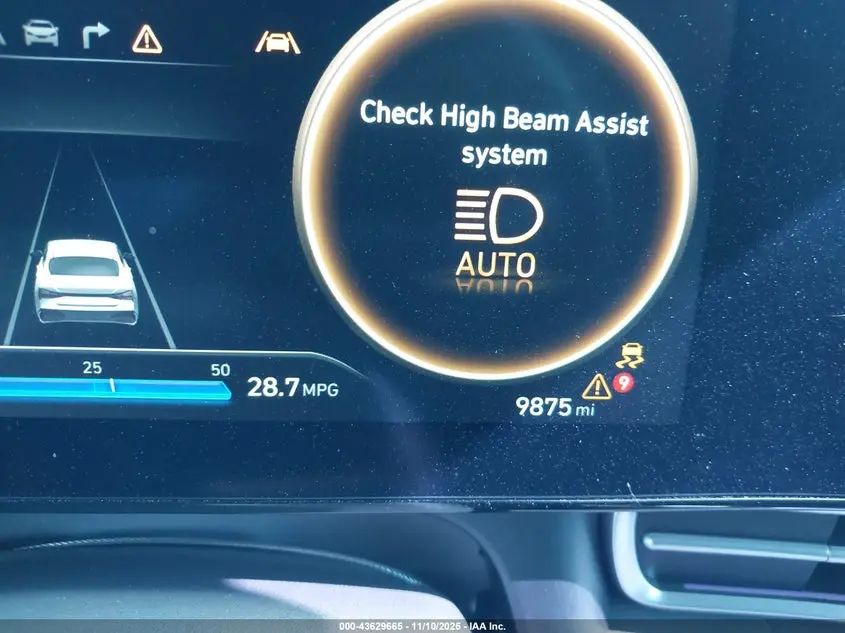 Check High Beam Assist
system
AUTO
25
50
28.7 MPG
9875 mi
9
000-43629665 - 11/10/2025 - IAA Inc.